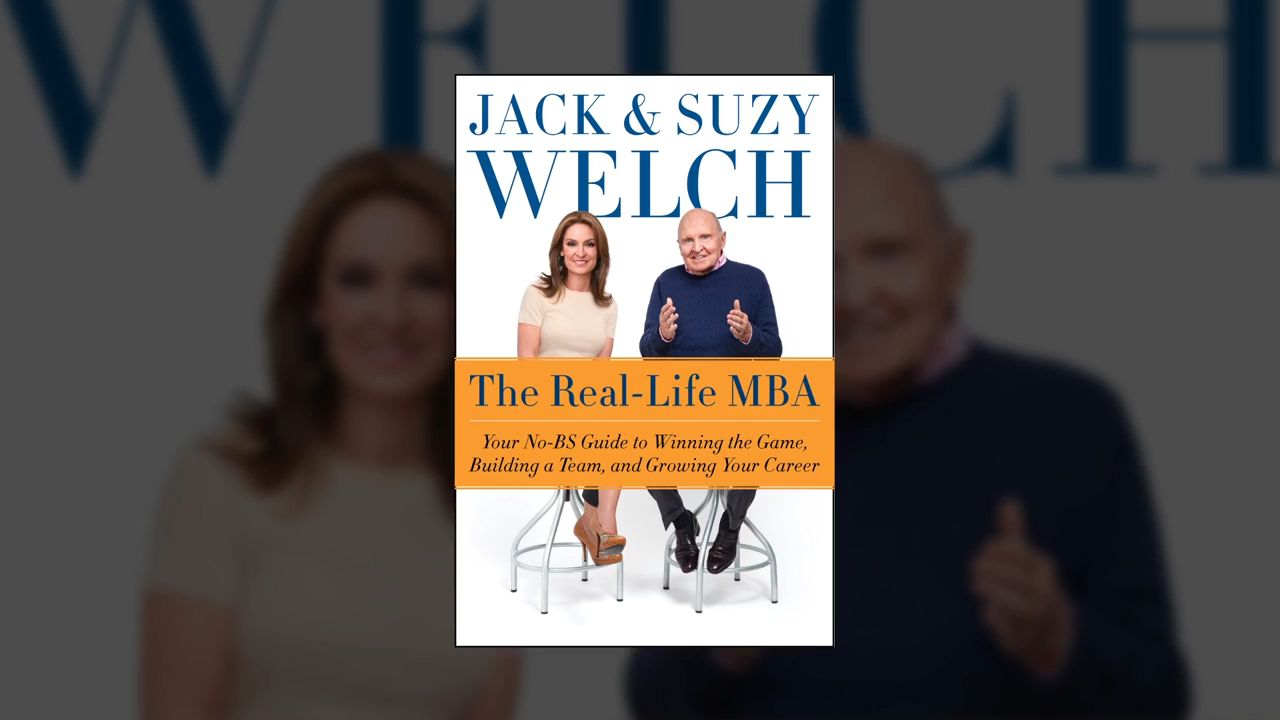 JACK & SUZY
WELCH
The Real-Life MBA
Your No-BS Guide to Winning the Game,
Building a Team, and Growing Your Career